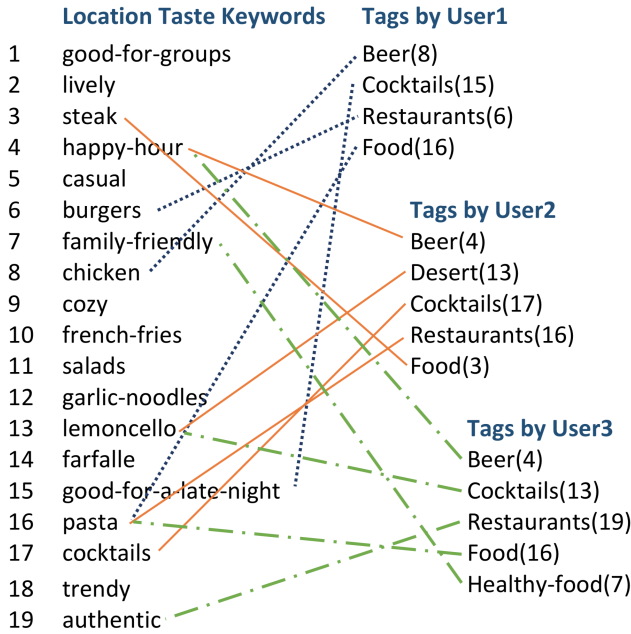 Location Taste Keywords
1 good-for-groups
2 lively
3 steak
4 happy-hour
5 casual
6 burgers
7 family-friendly
8 chicken
9 cozy
10 french-fries
11 salads
12 garlic-noodles
13 lemoncello
14 farfalle
15 good-for-a-late-night
16 pasta
17 cocktails
18 trendy
19 authentic
Tags by User1
Beer(8)
Cocktails(15)
Restaurants(6)
Food(16)
Tags by User2
Beer(4)
Desert(13)
Cocktails(17)
Restaurants(16)
Food(3)
Tags by User3
Beer(4)
Cocktails(13)
Restaurants(19)
Food(16)
Healthy-food(7)